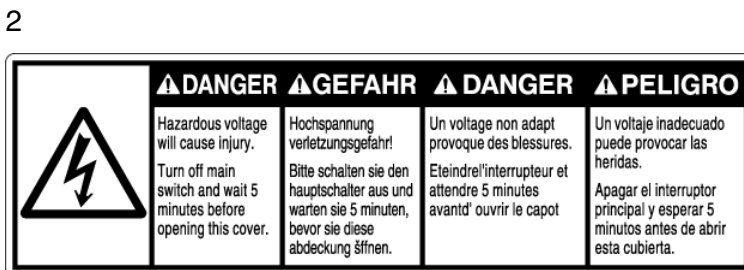 2
DANGER
Hazardous voltage
will cause injury.
Turn off main
switch and wait 5
minutes before
opening this cover.
GEFAHR
Hochspannung
verletzungsgefahr!
Bitte schalten sie den
hauptschalter aus und
warten sie 5 minuten,
bevor sie diese
abdeckung šffnen.
DANGER
Un voltage non adapt
provoque des blessures.
Eteindrel'interrupteur et
attendre 5 minutes
avantd' ouvrir le capot
PELIGRO
Un voltaje inadecuado
puede provocar las
heridas.
Apagar el interruptor
principal y esperar 5
minutos antes de abrir
esta cubierta.